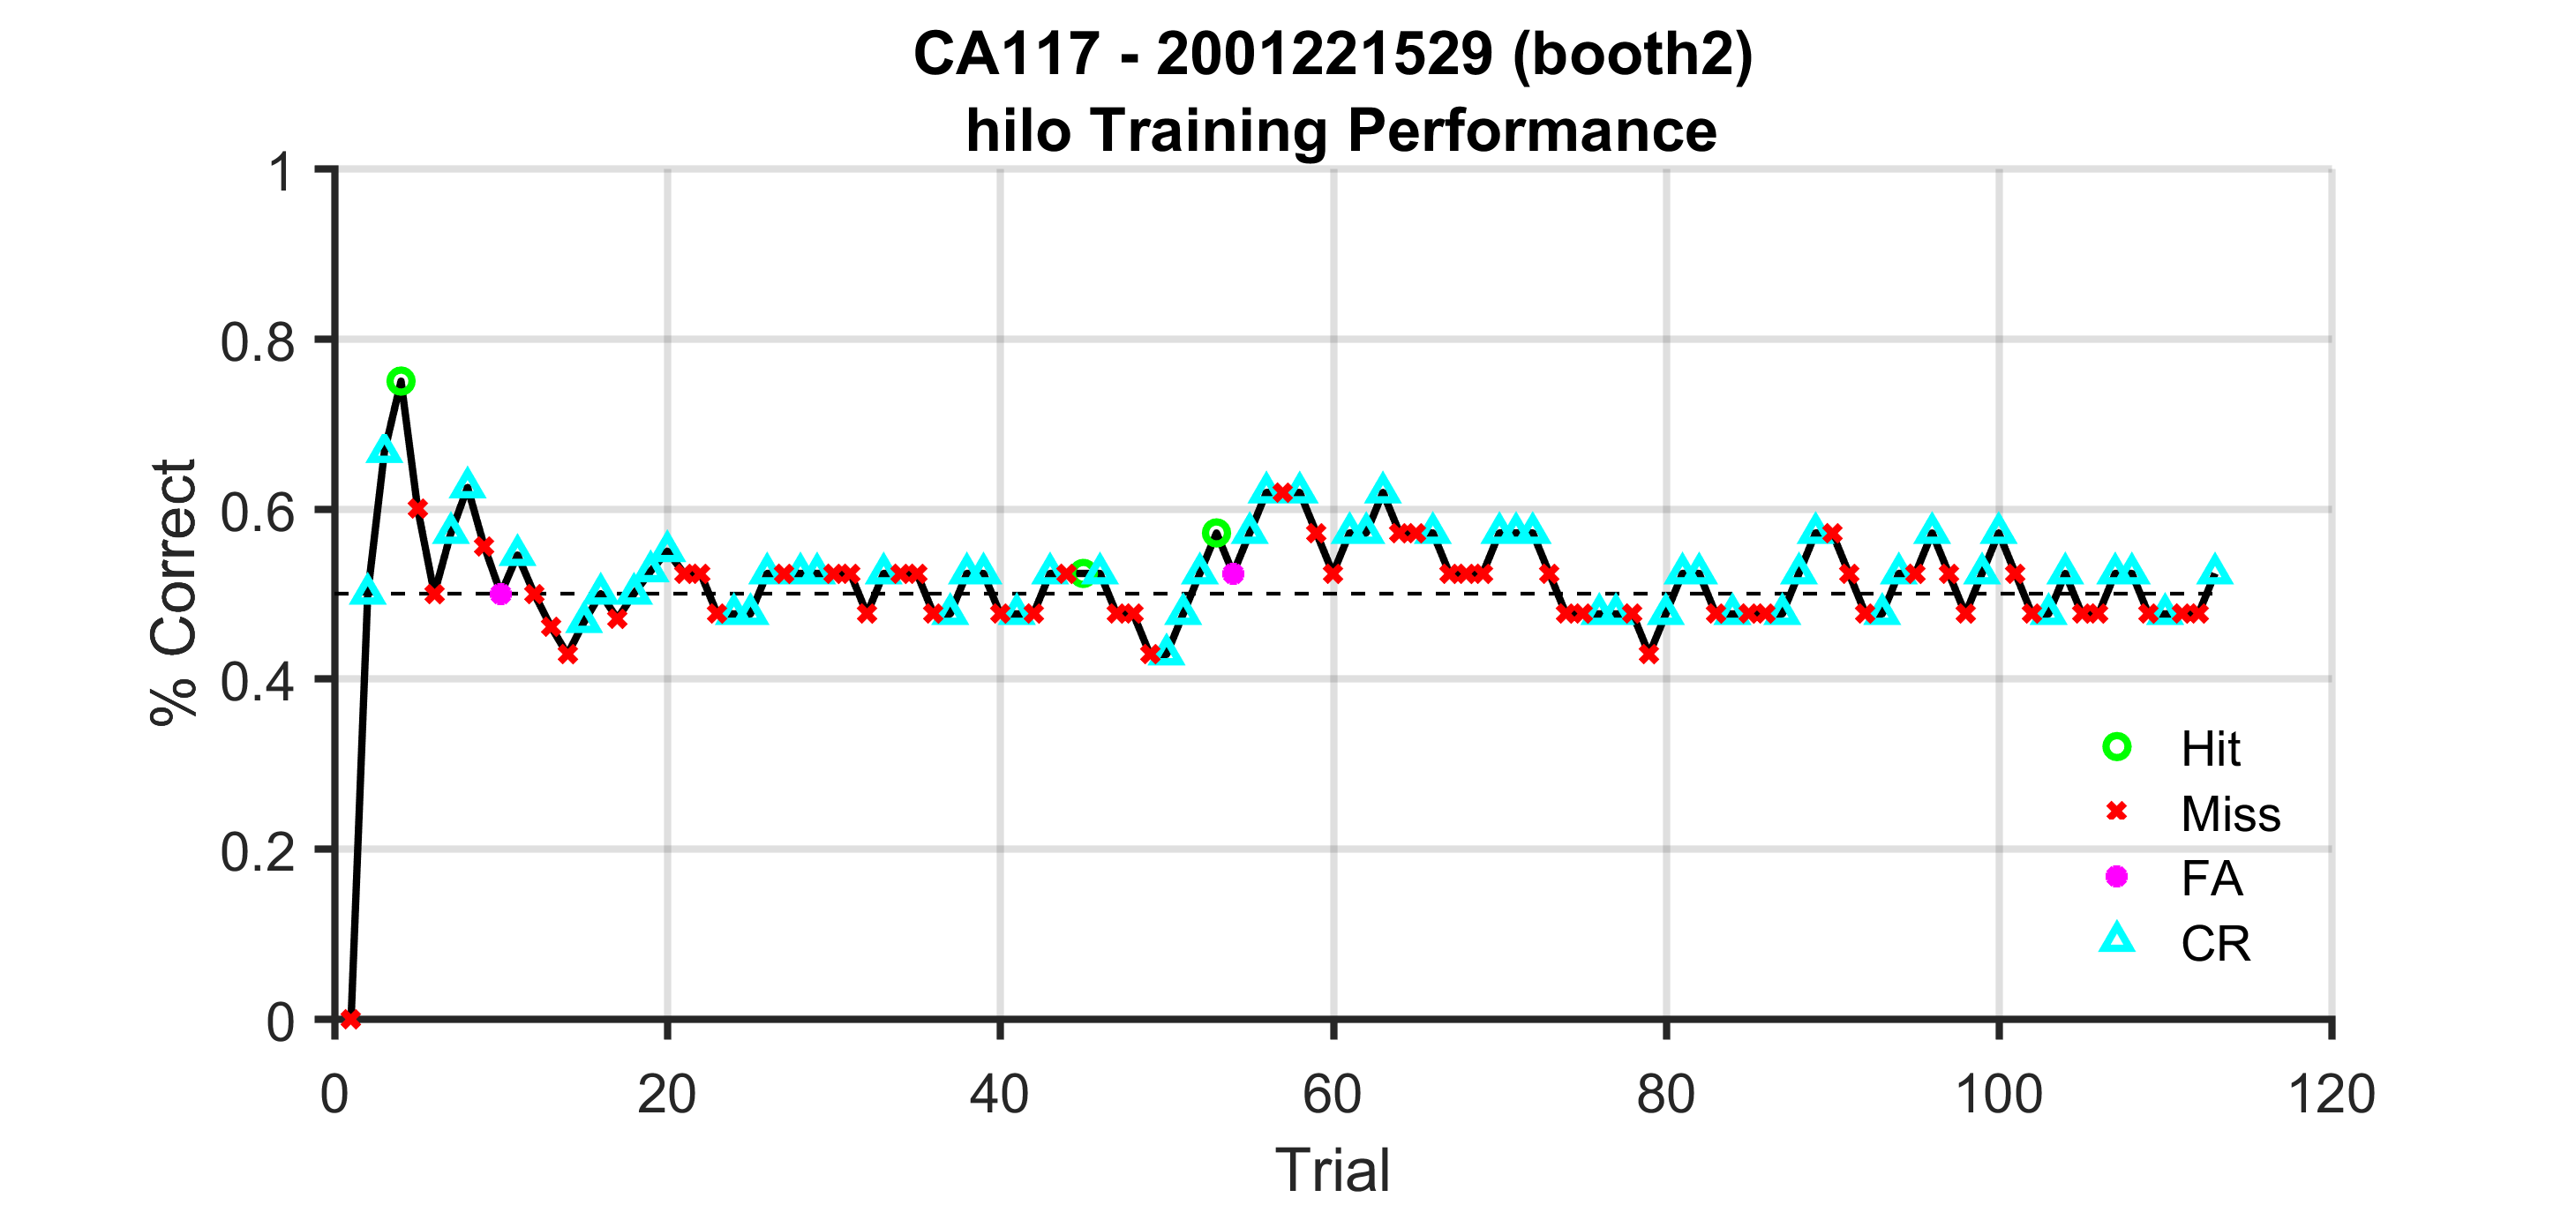 CA117 - 2001221529 (booth2)
hilo Training Performance
1
0.8
0.6
0.4
0.2
0
% Correct
Hit
Miss
FA
CR
0 20 40 60 80 100 120
Trial